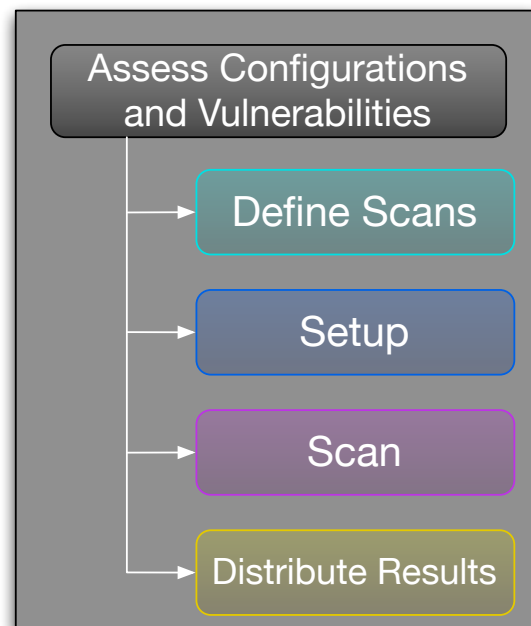 Assess Configurations
and Vulnerabilities
Define Scans
Setup
Scan
Distribute Results